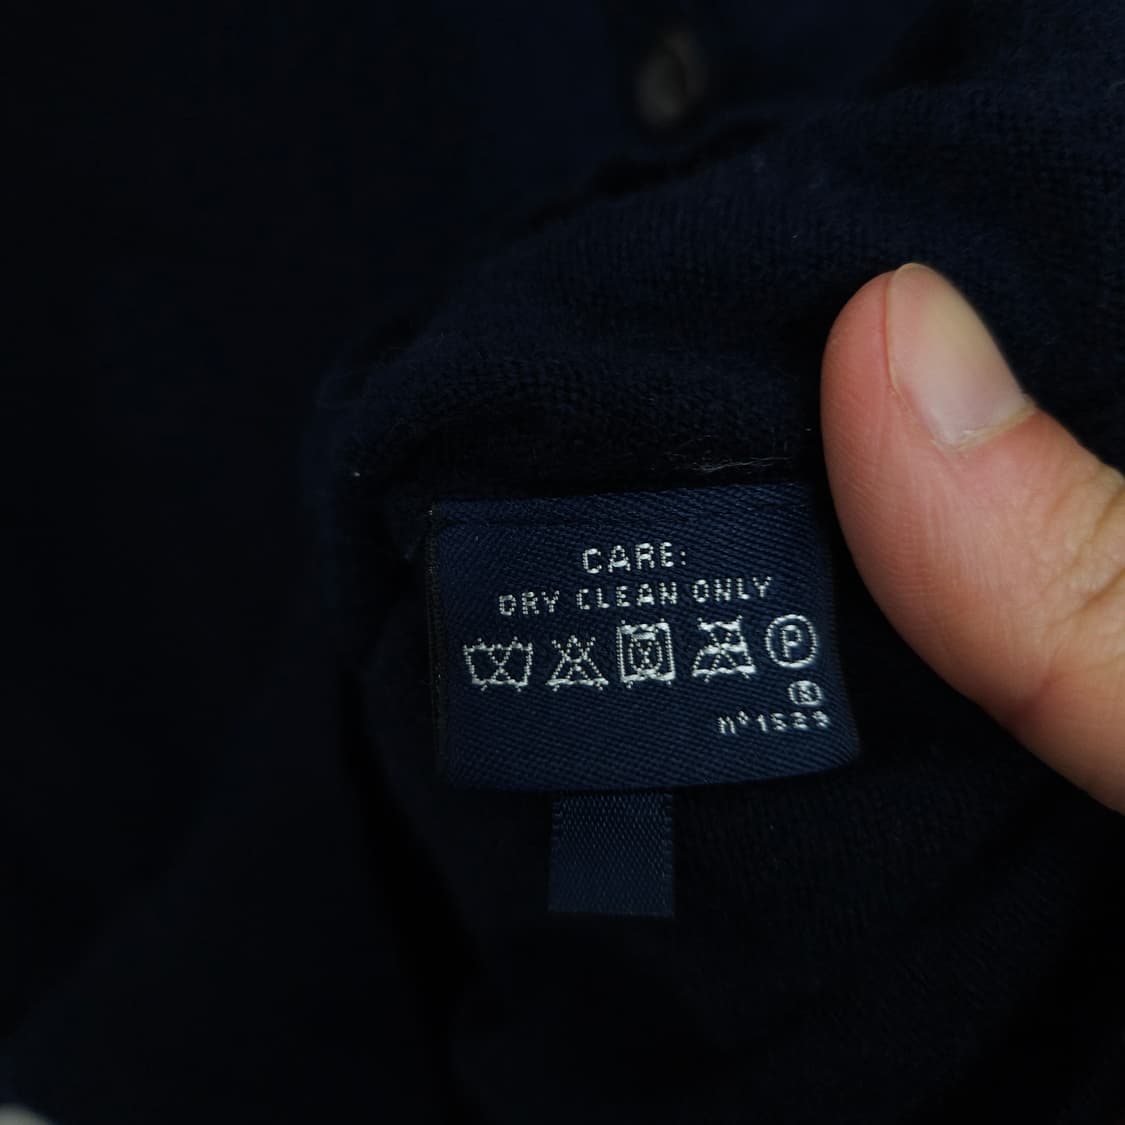 CARE:
DRY CLEAN ONLY
P
n°1529